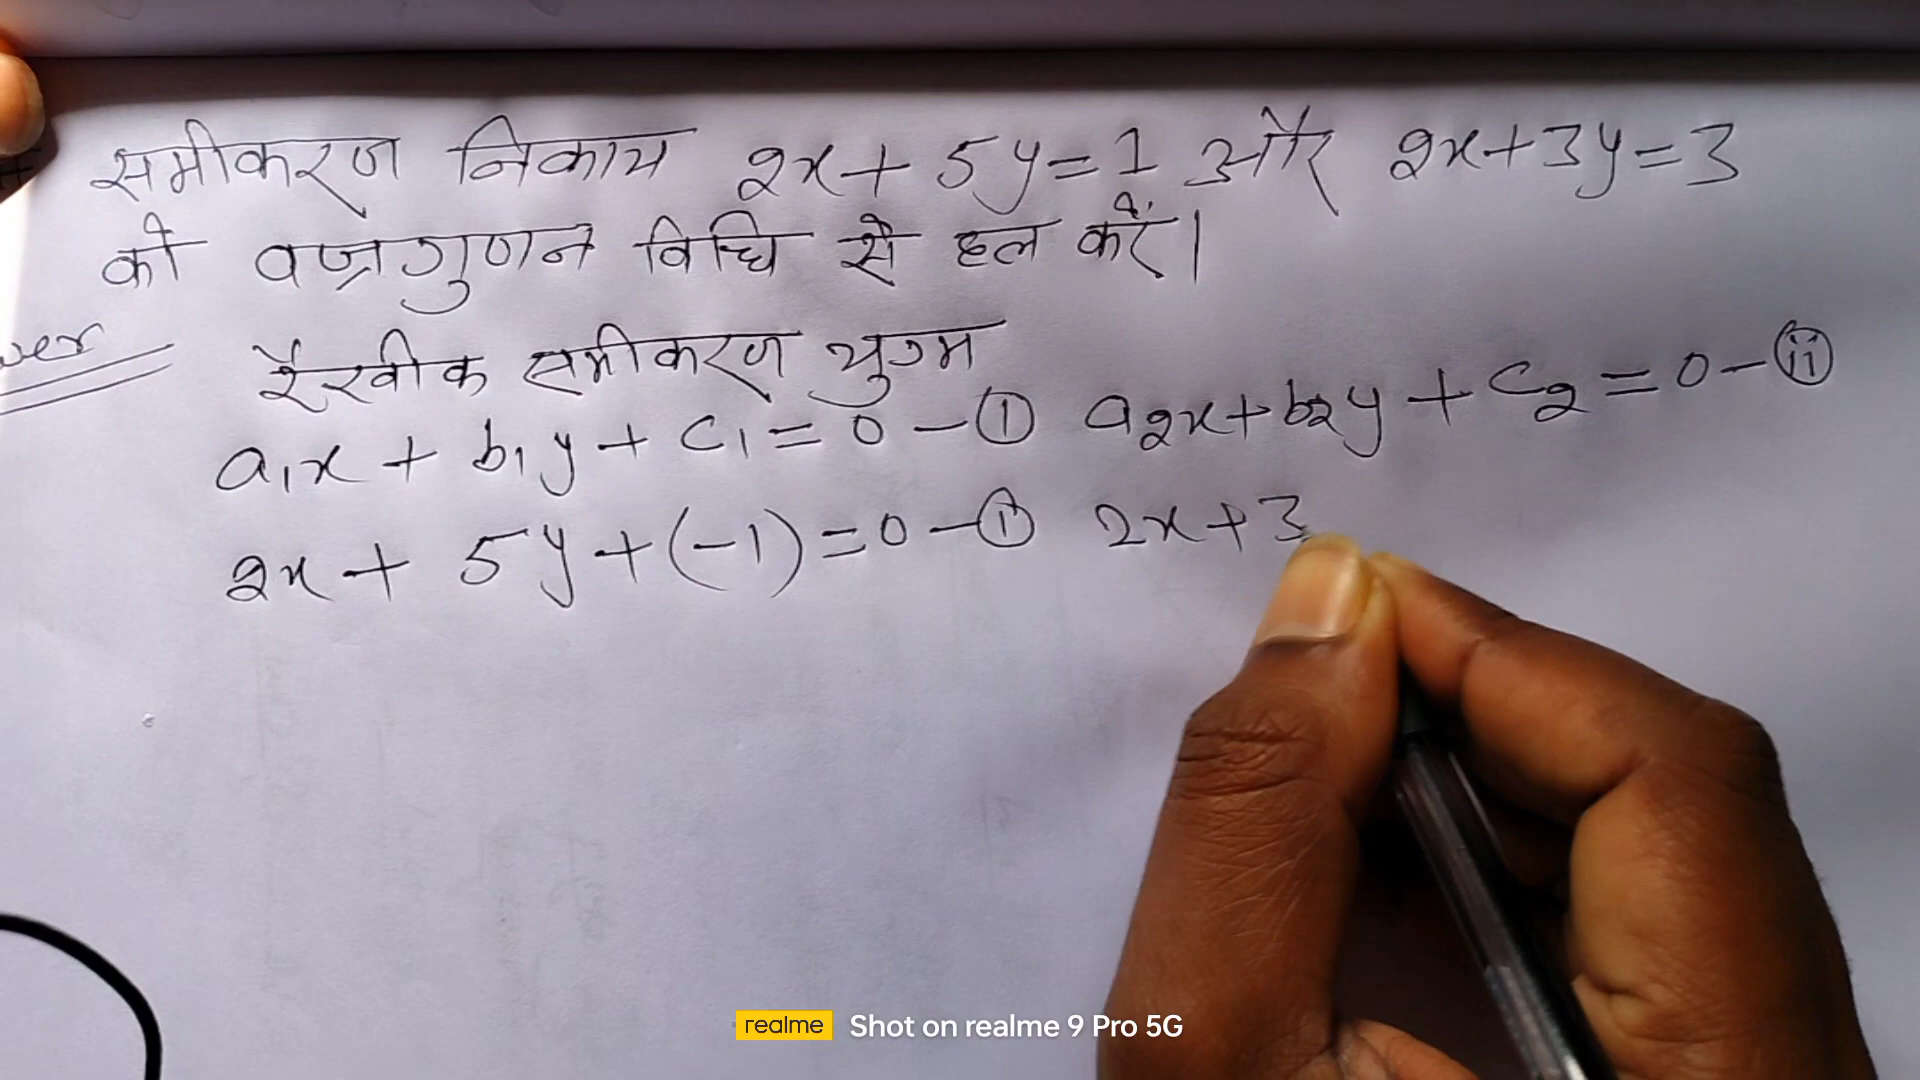 समीकरण निकाय 2x + 5y = 1 और 2x + 3y = 3
को वज्रगुणन विधि से हल करें।
रैखीक समीकरण युग्म
a₁x + b₁y + c₁ = 0 - ① a₂x + b₂y + c₂ = 0 - ⅱ
2x + 5y + (-1) = 0 - ① 2x + 3
realme Shot on realme 9 Pro 5G